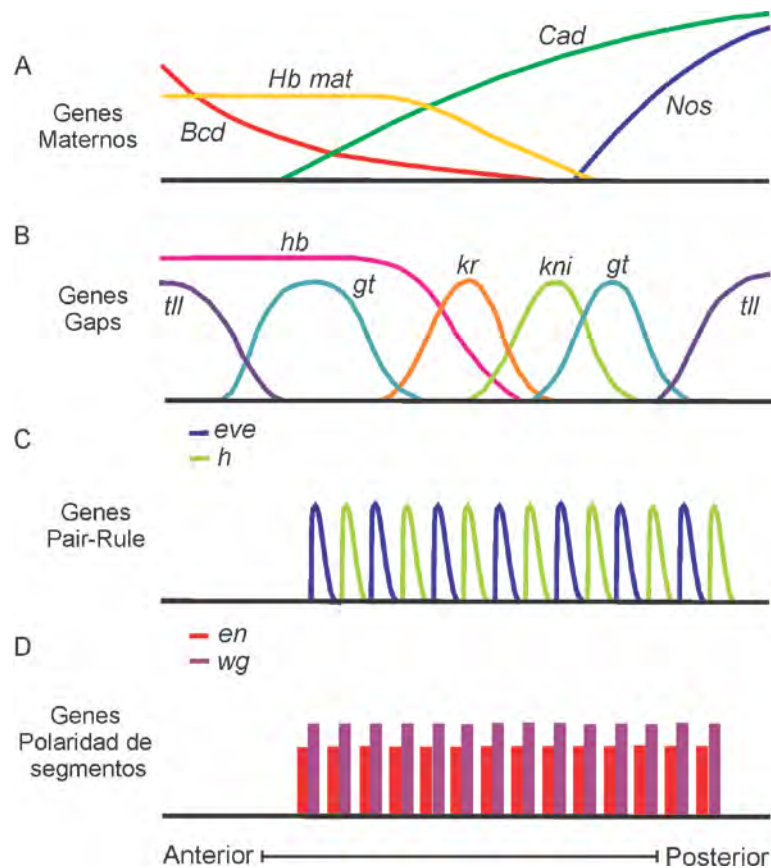 A
Genes
Maternos
Bcd
Hb mat
Cad
Nos
B
Genes
Gaps
tll
hb
gt
kr
kni
gt
tll
C
eve
h
Genes
Pair-Rule
D
en
wg
Genes
Polaridad de
segmentos
Anterior
Posterior